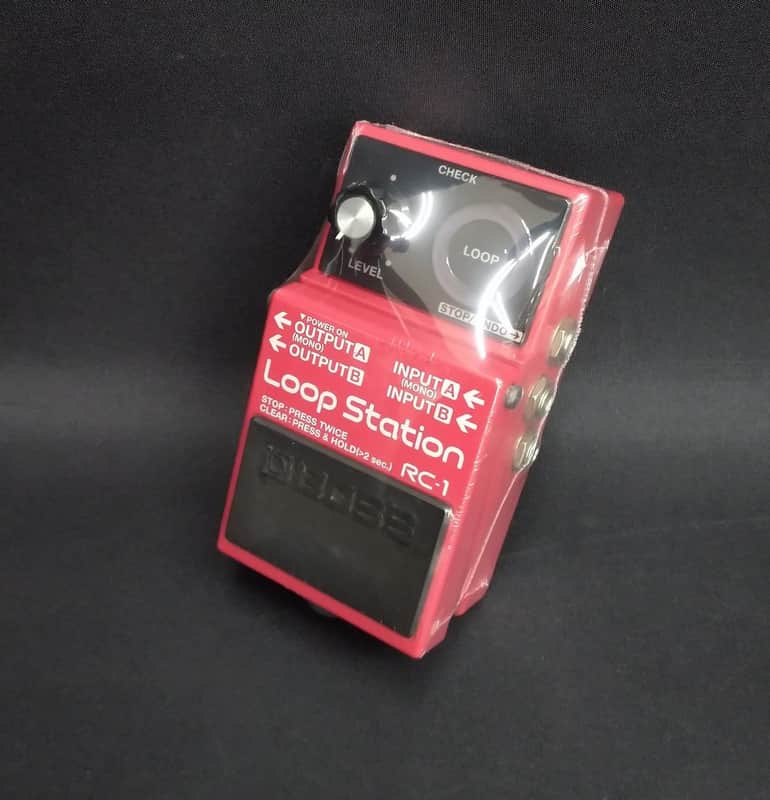 CHECK
LOOP
LEVEL
STOP/UNDO→
▼POWER ON
←OUTPUT A
(MONO)
←OUTPUT B
INPUT A←
(MONO)
INPUT B←
Loop Station
STOP:PRESS TWICE
CLEAR:PRESS & HOLD(>2 sec.)
RC-1
BOSS